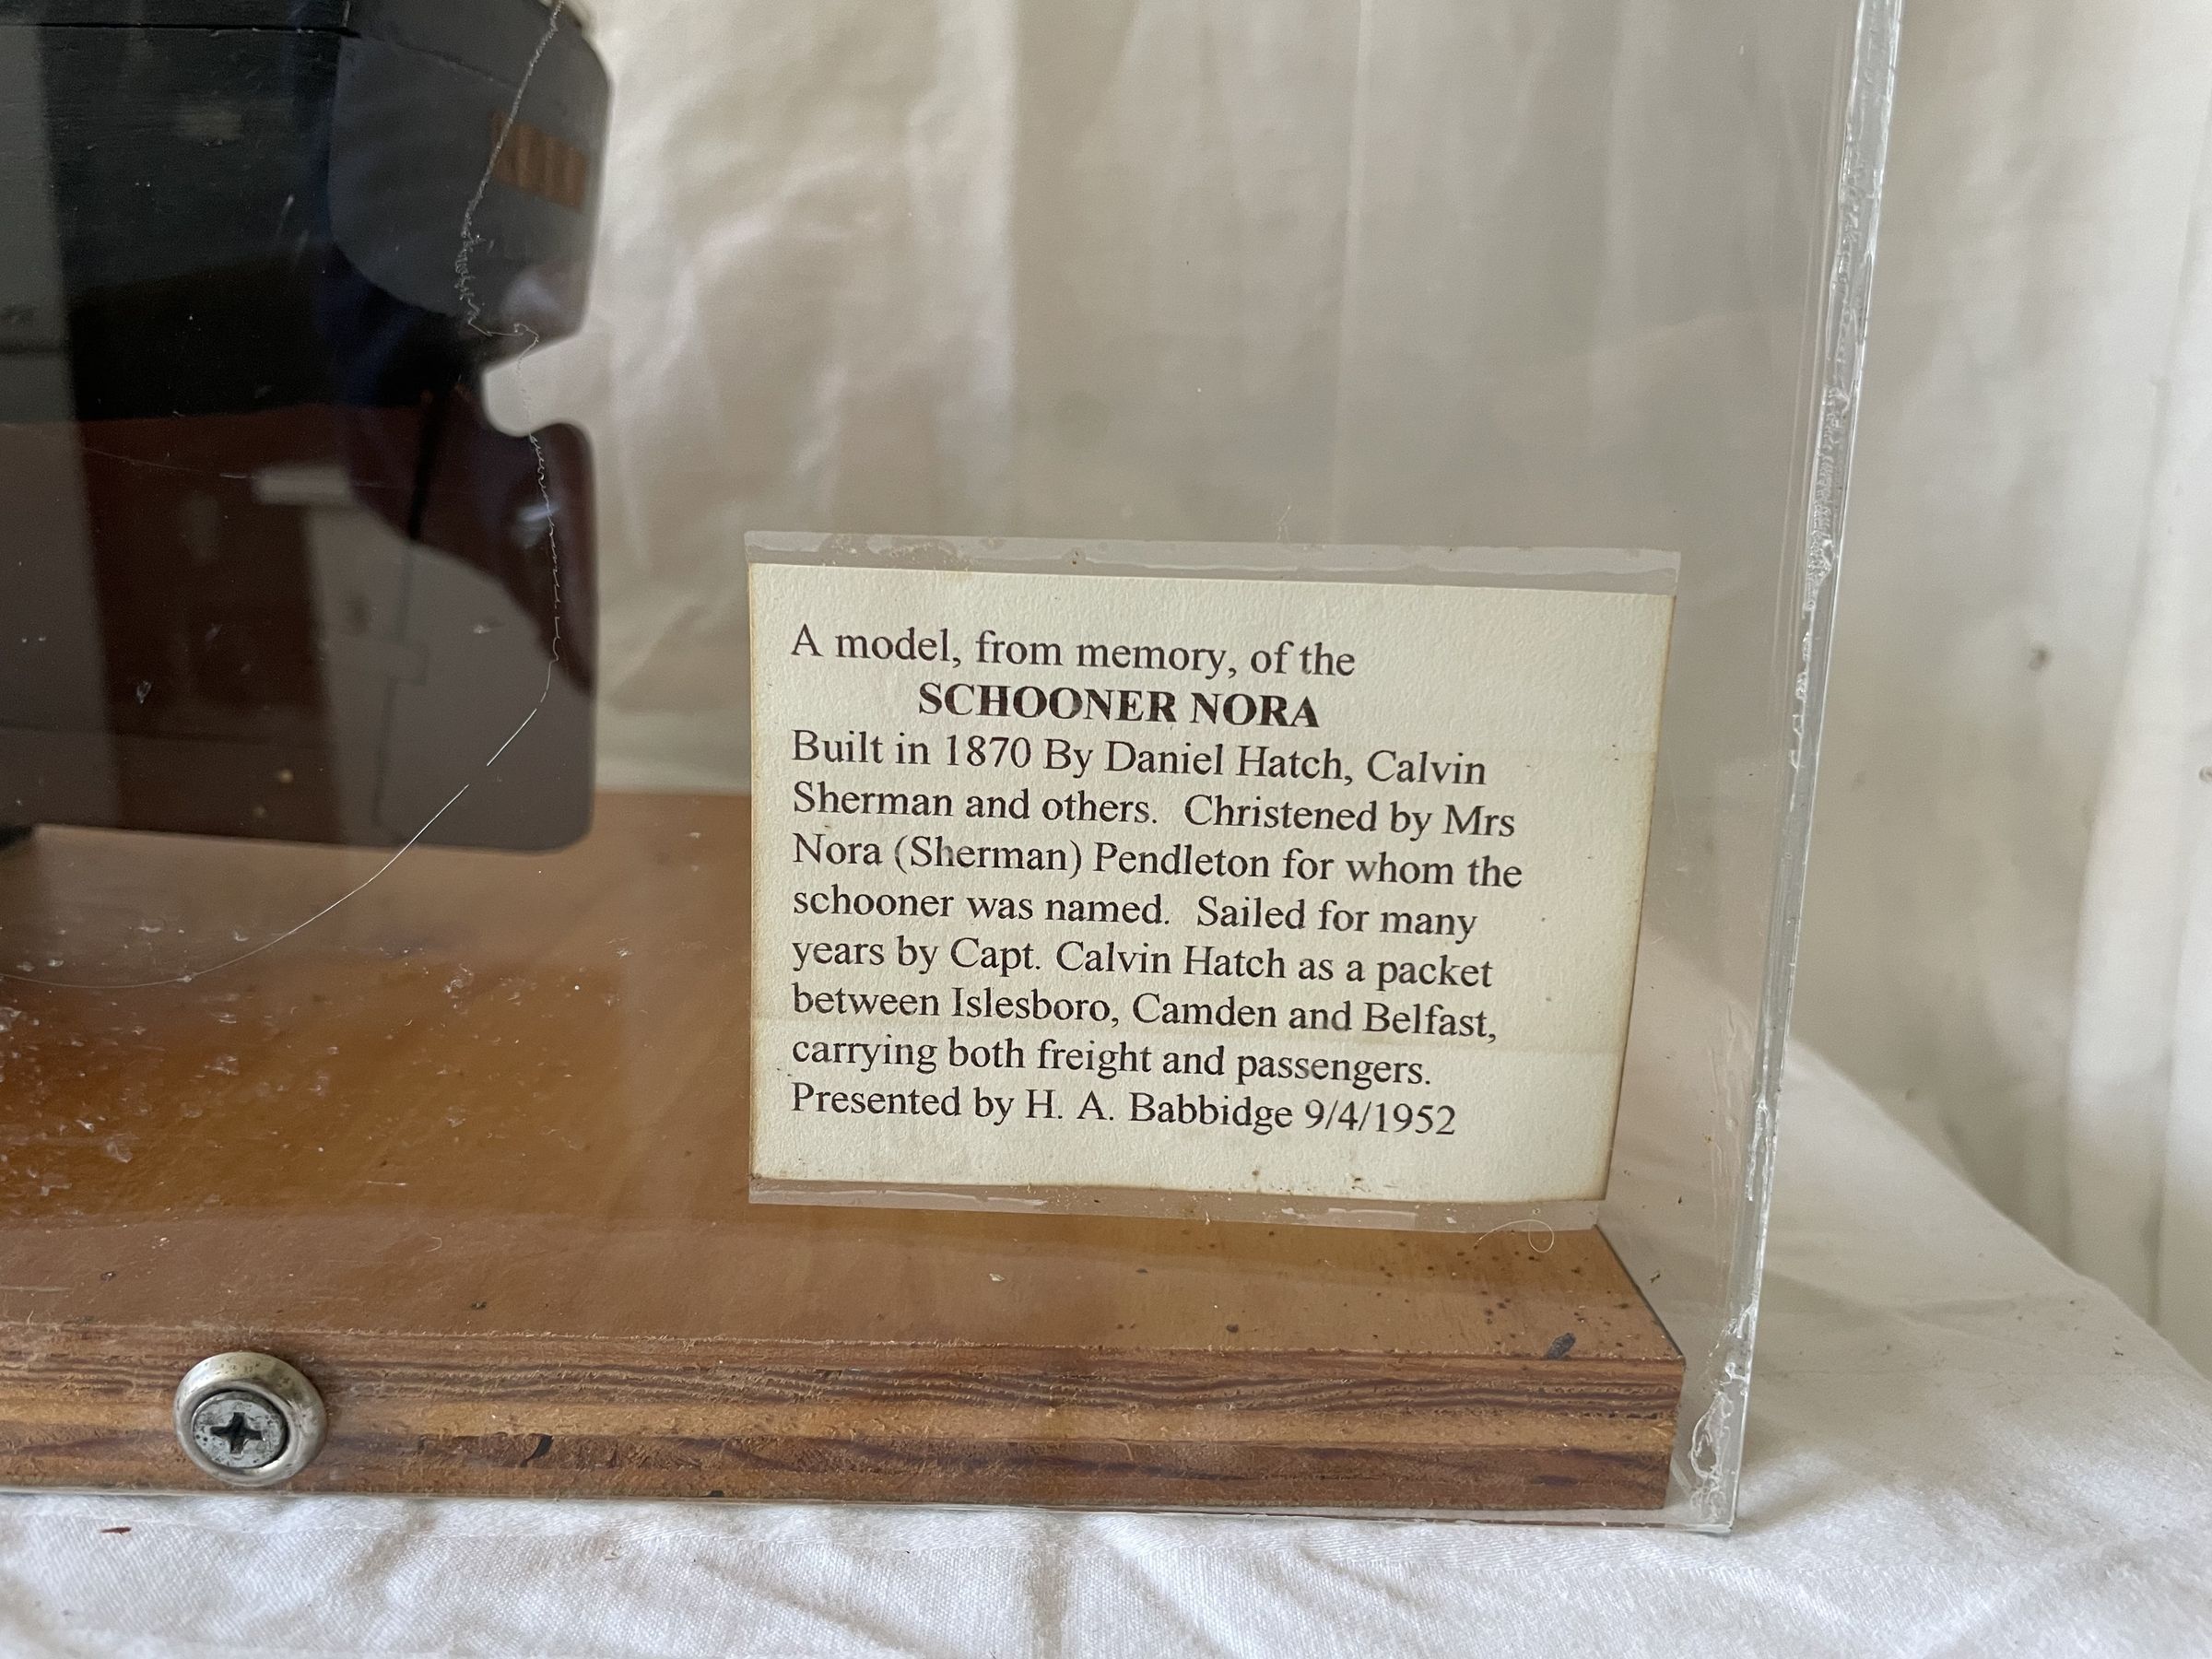 A model, from memory, of the
SCHOONER NORA
Built in 1870 By Daniel Hatch, Calvin
Sherman and others.  Christened by Mrs
Nora (Sherman) Pendleton for whom the
schooner was named.  Sailed for many
years by Capt. Calvin Hatch as a packet
between Islesboro, Camden and Belfast,
carrying both freight and passengers.
Presented by H. A. Babbidge 9/4/1952